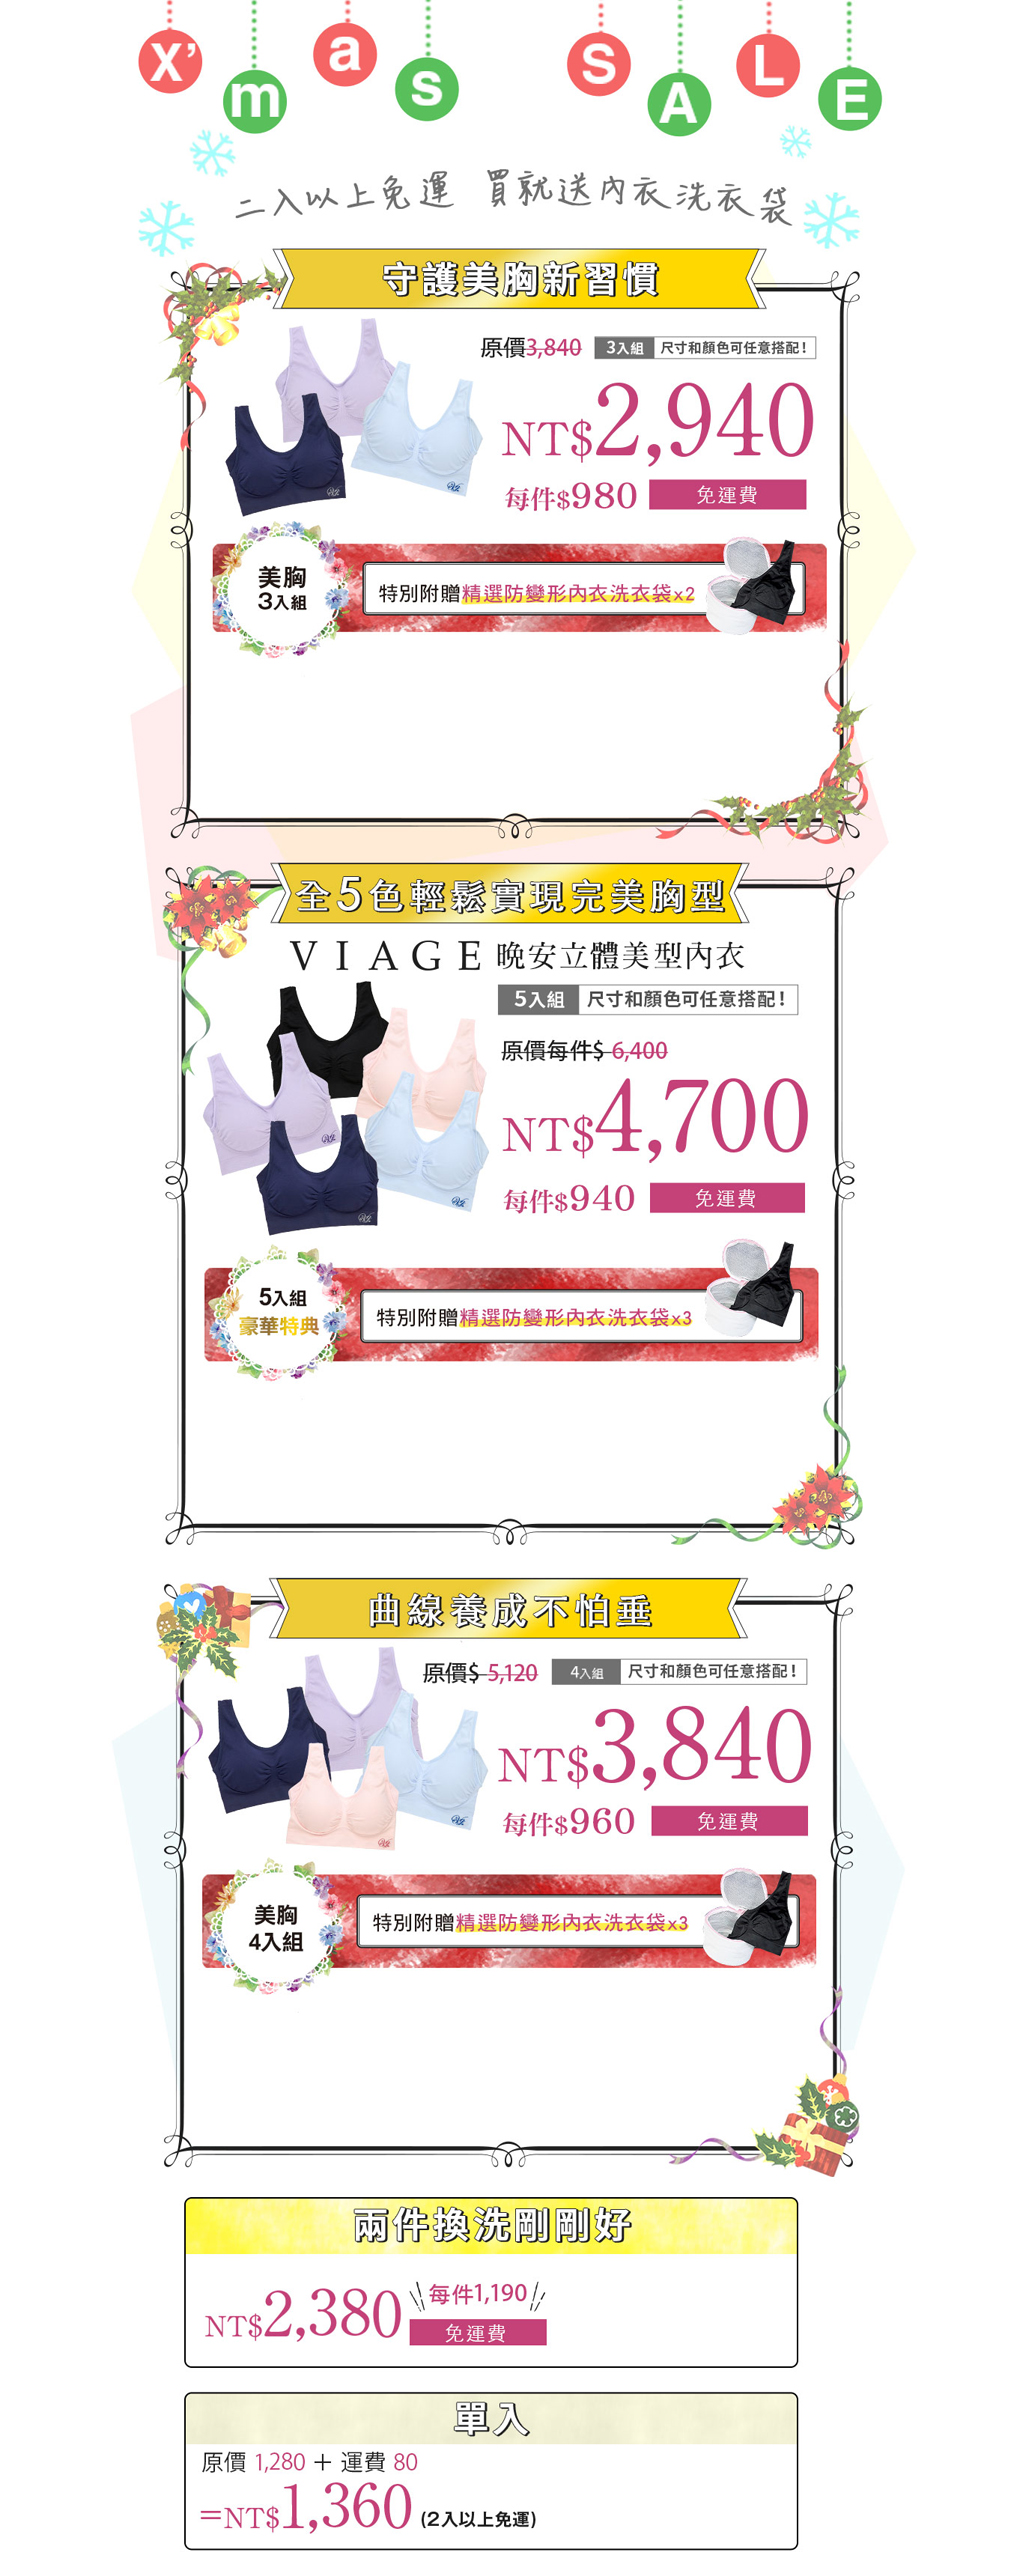 X’mas SALE
二入以上免運 買就送內衣洗衣袋
守護美胸新習慣
原價3,840 3入組 尺寸和顏色可任意搭配!
NT$2,940
每件$980 免運費
美胸
3入組
特別附贈精選防變形內衣洗衣袋x2
全5色輕鬆實現完美胸型
VIAGE 晚安立體美型內衣
5入組 尺寸和顏色可任意搭配!
原價每件$ 6,400
NT$4,700
每件$940 免運費
5入組
豪華特典
特別附贈精選防變形內衣洗衣袋x3
曲線養成不怕垂
原價$ 5,120 4入組 尺寸和顏色可任意搭配!
NT$3,840
每件$960 免運費
美胸
4入組
特別附贈精選防變形內衣洗衣袋x3
兩件換洗剛剛好
NT$2,380 每件1,190
免運費
單入
原價 1,280 + 運費 80
=NT$1,360 (2入以上免運)